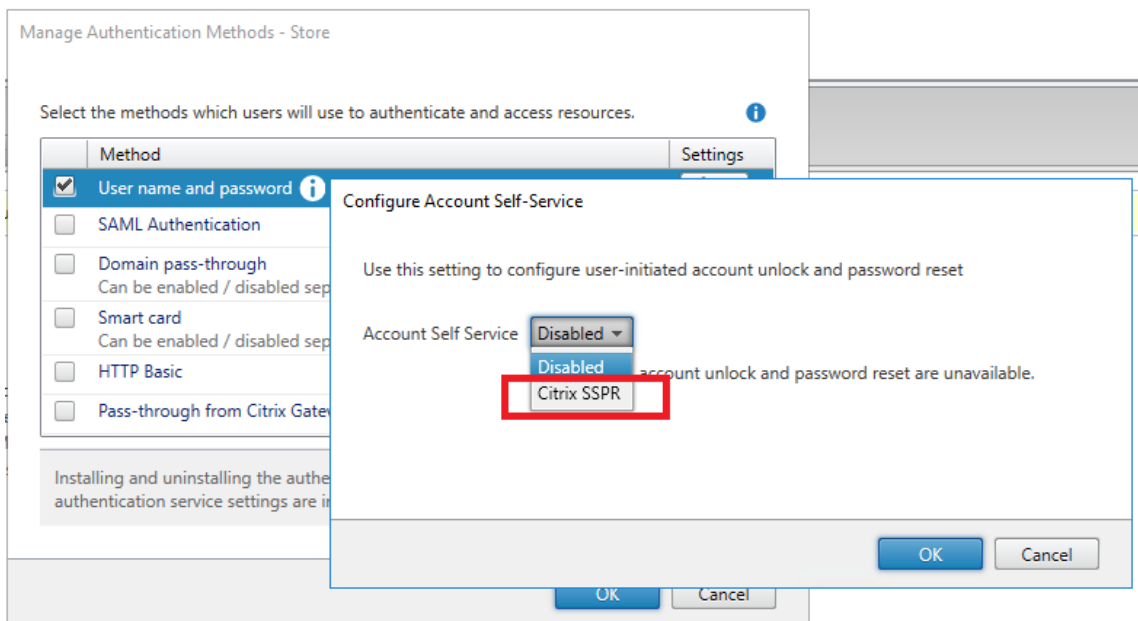 Manage Authentication Methods - Store
Select the methods which users will use to authenticate and access resources.
Method
Settings
User name and password
SAML Authentication
Domain pass-through
Can be enabled / disabled sep
Smart card
Can be enabled / disabled sep
HTTP Basic
Pass-through from Citrix Gate
Installing and uninstalling the authe
authentication service settings are i
OK
Cancel
Configure Account Self-Service
Use this setting to configure user-initiated account unlock and password reset
Account Self Service
Disabled
Disabled
account unlock and password reset are unavailable.
Citrix SSPR
OK
Cancel